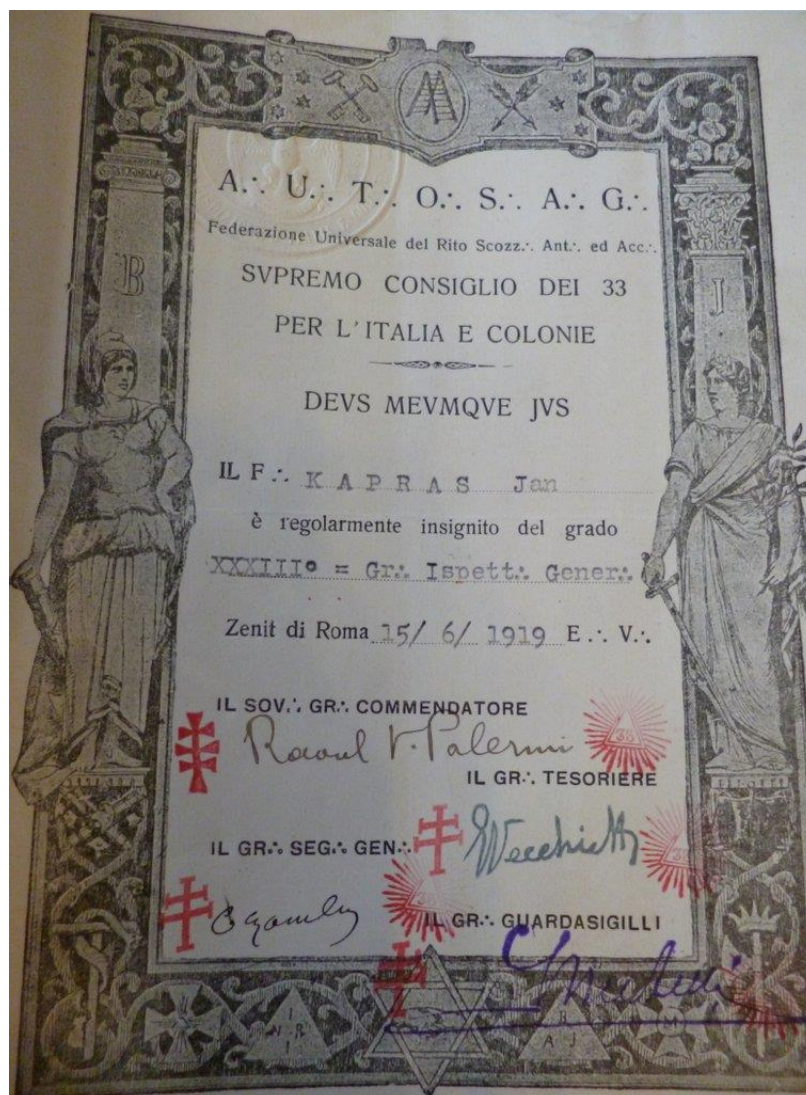 B
J
A∴ U∴ T∴ O∴ S∴ A∴ G∴
Federazione Universale del Rito Scozz∴ Ant∴ ed Acc∴
SVPREMO CONSIGLIO DEI 33
PER L'ITALIA E COLONIE
DEVS MEVMQVE JVS
IL F∴ KAPRAS Jan
è regolarmente insignito del grado
XXXIIIº = Gr∴ Ispett∴ Gener∴
Zenit di Roma 15/ 6/ 1919 E∴ V∴
IL SOV∴ GR∴ COMMENDATORE
Raoul V. Palermi
IL GR∴ TESORIERE
IL GR∴ SEG∴ GEN∴
IL GR∴ GUARDASIGILLI
I
N R
I